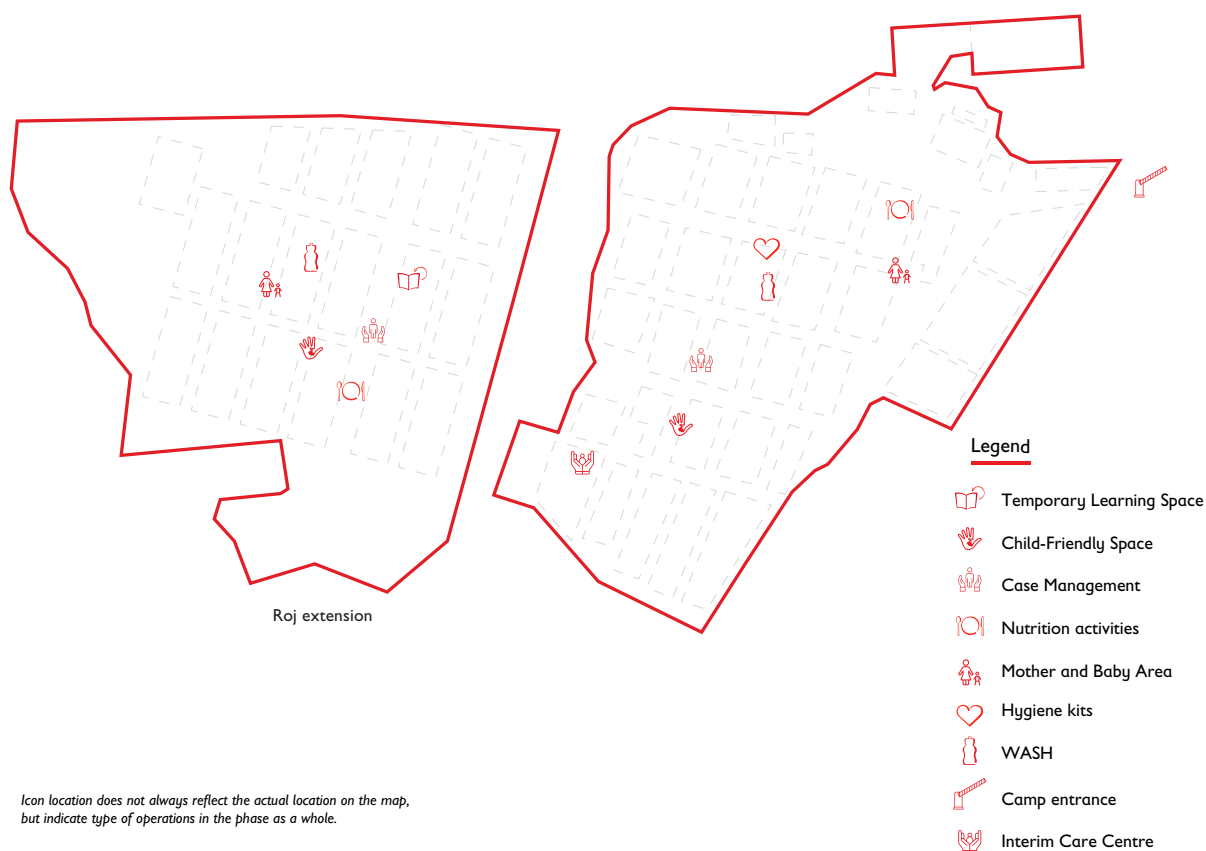 Roj extension
Legend
Temporary Learning Space
Child-Friendly Space
Case Management
Nutrition activities
Mother and Baby Area
Hygiene kits
WASH
Camp entrance
Interim Care Centre
Icon location does not always reflect the actual location on the map,
but indicate type of operations in the phase as a whole.